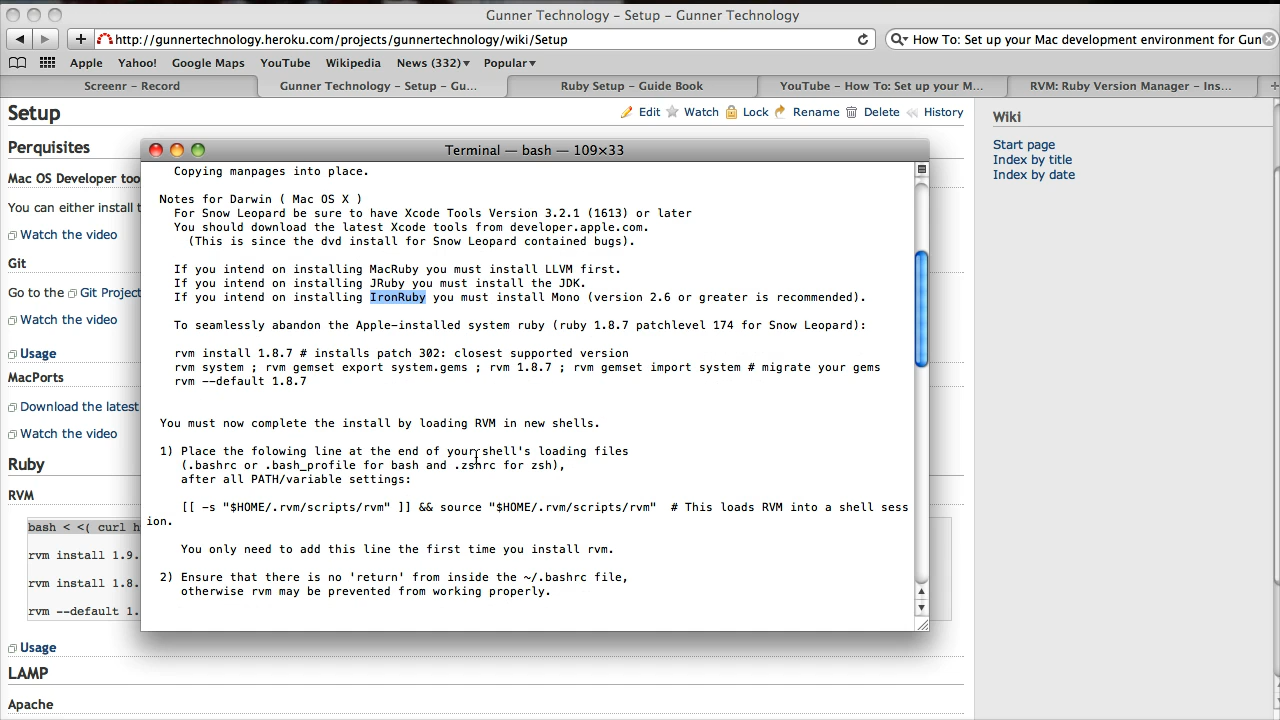 Gunner Technology – Setup – Gunner Technology
http://gunnertechnology.heroku.com/projects/gunnertechnology/wiki/Setup
How To: Set up your Mac development environment for Gun
Apple Yahoo! Google Maps YouTube Wikipedia News (332)▾ Popular▾
Screenr – Record
Gunner Technology – Setup – Gu...
Ruby Setup – Guide Book
YouTube – How To: Set up your M...
RVM: Ruby Version Manager – Ins...
Setup
Edit Watch Lock Rename Delete History
Perquisites
Mac OS Developer too
You can either install t
Watch the video
Git
Go to the Git Project
Watch the video
Usage
MacPorts
Download the latest
Watch the video
Ruby
RVM
bash < <( curl h
rvm install 1.9.
rvm install 1.8.
rvm --default 1.
Usage
LAMP
Apache
Terminal — bash — 109×33
Copying manpages into place.
Notes for Darwin ( Mac OS X )
For Snow Leopard be sure to have Xcode Tools Version 3.2.1 (1613) or later
You should download the latest Xcode tools from developer.apple.com.
(This is since the dvd install for Snow Leopard contained bugs).
If you intend on installing MacRuby you must install LLVM first.
If you intend on installing JRuby you must install the JDK.
If you intend on installing IronRuby you must install Mono (version 2.6 or greater is recommended).
To seamlessly abandon the Apple-installed system ruby (ruby 1.8.7 patchlevel 174 for Snow Leopard):
rvm install 1.8.7 # installs patch 302: closest supported version
rvm system ; rvm gemset export system.gems ; rvm 1.8.7 ; rvm gemset import system # migrate your gems
rvm --default 1.8.7
You must now complete the install by loading RVM in new shells.
1) Place the folowing line at the end of your shell's loading files
(.bashrc or .bash_profile for bash and .zshrc for zsh),
after all PATH/variable settings:
[[ -s "$HOME/.rvm/scripts/rvm" ]] && source "$HOME/.rvm/scripts/rvm"  # This loads RVM into a shell sess
ion.
You only need to add this line the first time you install rvm.
2) Ensure that there is no 'return' from inside the ~/.bashrc file,
otherwise rvm may be prevented from working properly.
Wiki
Start page
Index by title
Index by date